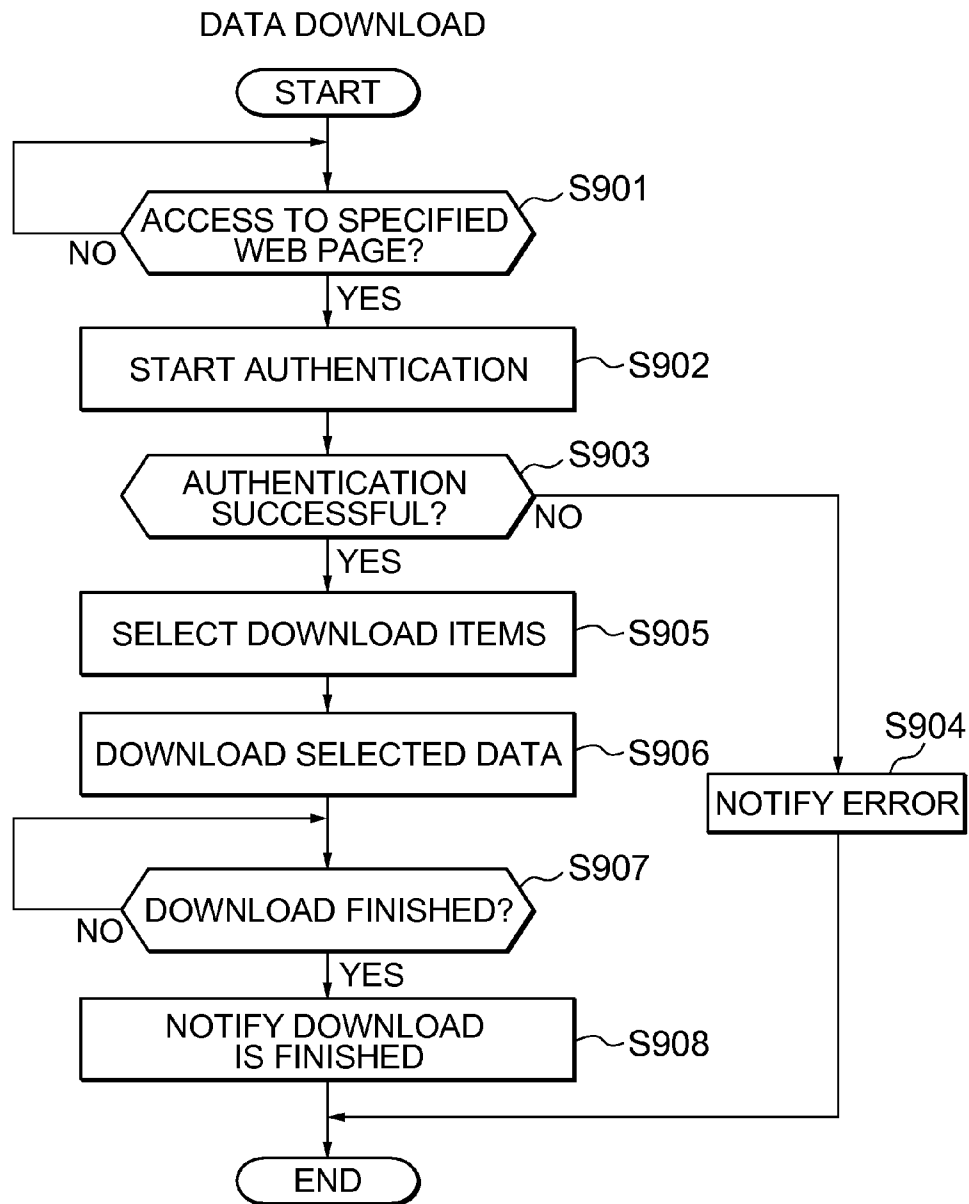 DATA DOWNLOAD
START
S901
ACCESS TO SPECIFIED
WEB PAGE?
NO
YES
START AUTHENTICATION
S902
S903
AUTHENTICATION
SUCCESSFUL?
NO
YES
SELECT DOWNLOAD ITEMS
S905
S904
DOWNLOAD SELECTED DATA
S906
NOTIFY ERROR
S907
DOWNLOAD FINISHED?
NO
YES
NOTIFY DOWNLOAD
IS FINISHED
S908
END